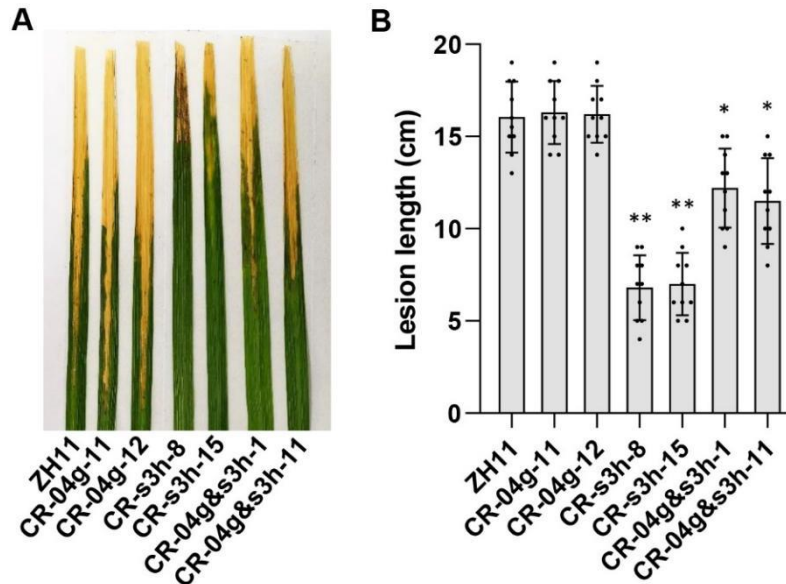 A
ZH11
CR-04g-11
CR-04g-12
CR-s3h-8
CR-s3h-15
CR-04g&s3h-1
CR-04g&s3h-11
B
Lesion length (cm)
20
15
10
5
0
**
**
*
*
ZH11
CR-04g-11
CR-04g-12
CR-s3h-8
CR-s3h-15
CR-04g&s3h-1
CR-04g&s3h-11